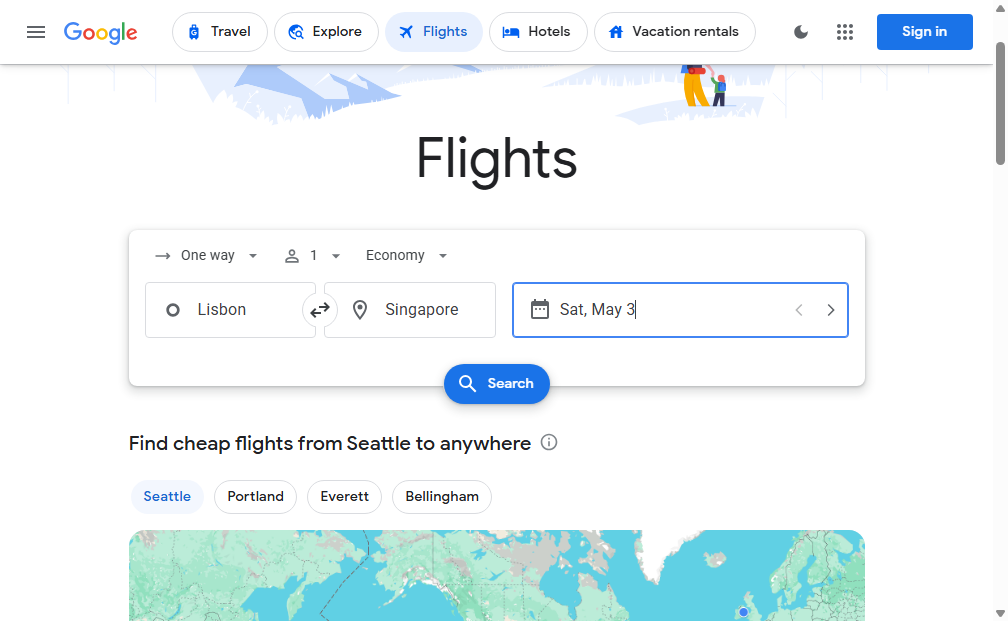 Google
Travel
Explore
Flights
Hotels
Vacation rentals
Sign in
Flights
One way
1
Economy
Lisbon
Singapore
Sat, May 3
Search
Find cheap flights from Seattle to anywhere
Seattle
Portland
Everett
Bellingham